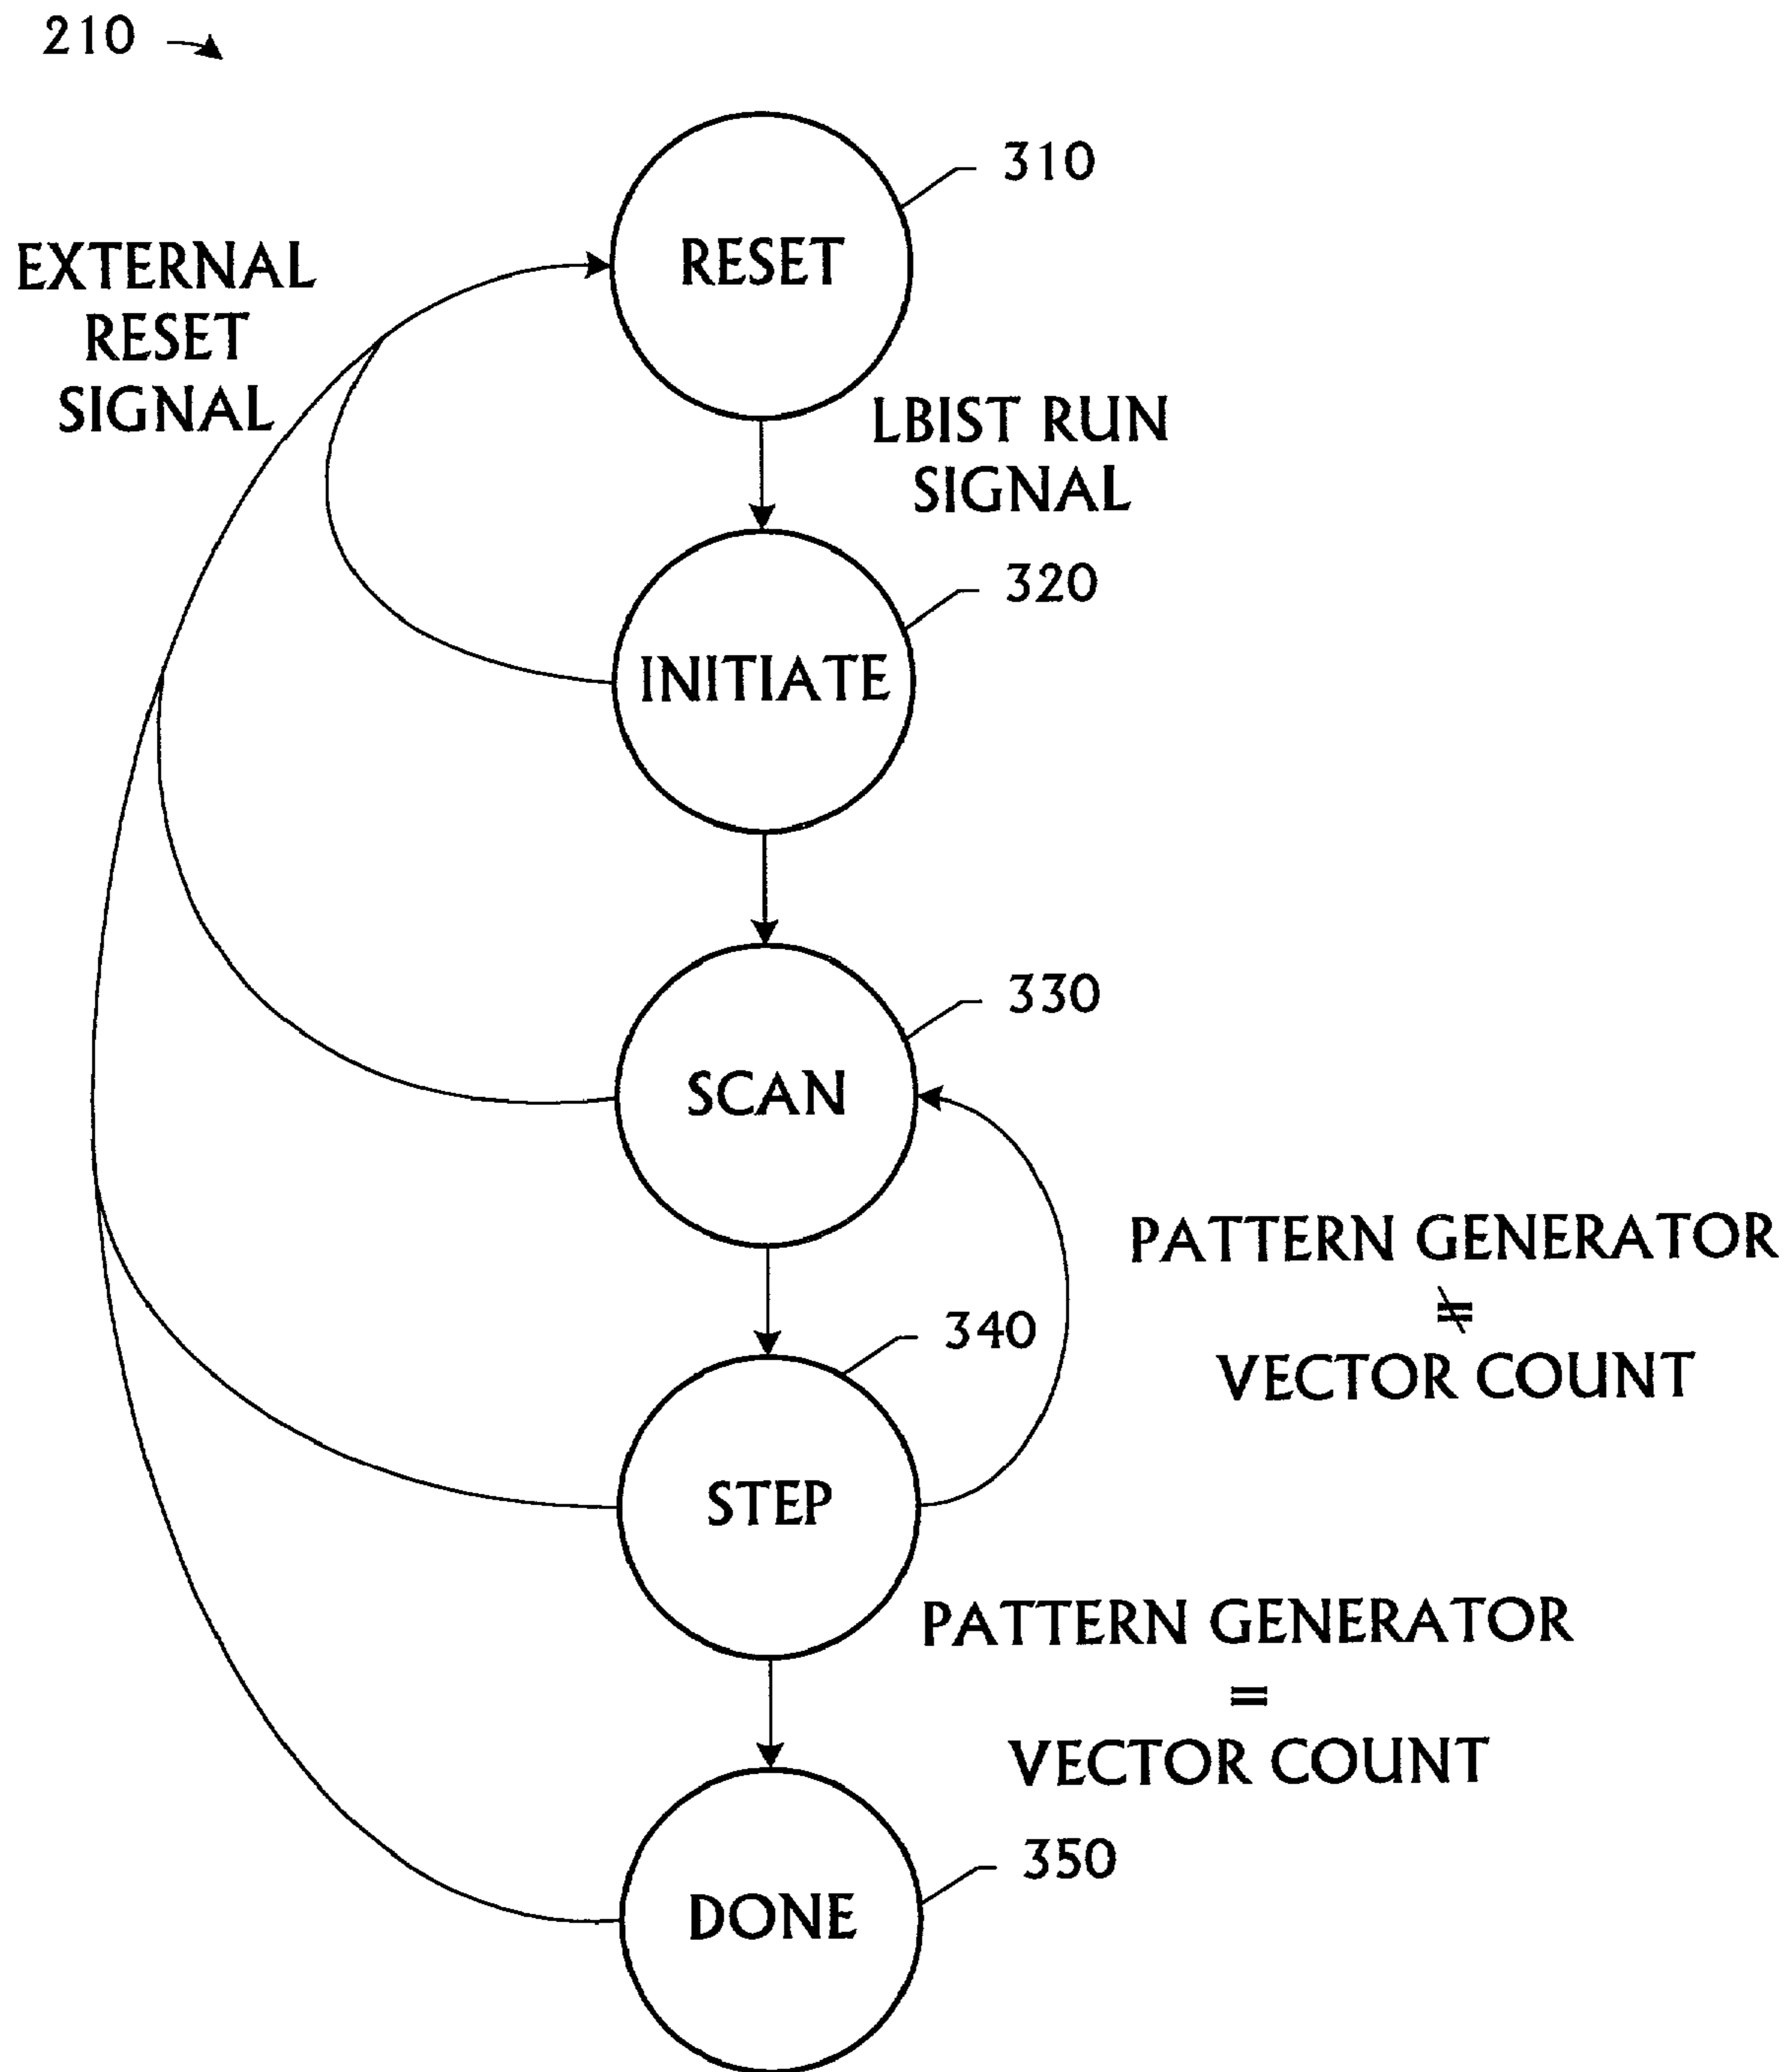 210
310
RESET
EXTERNAL
RESET
SIGNAL
LBIST RUN
SIGNAL
320
INITIATE
330
SCAN
PATTERN GENERATOR
≠
VECTOR COUNT
340
STEP
PATTERN GENERATOR
=
VECTOR COUNT
350
DONE